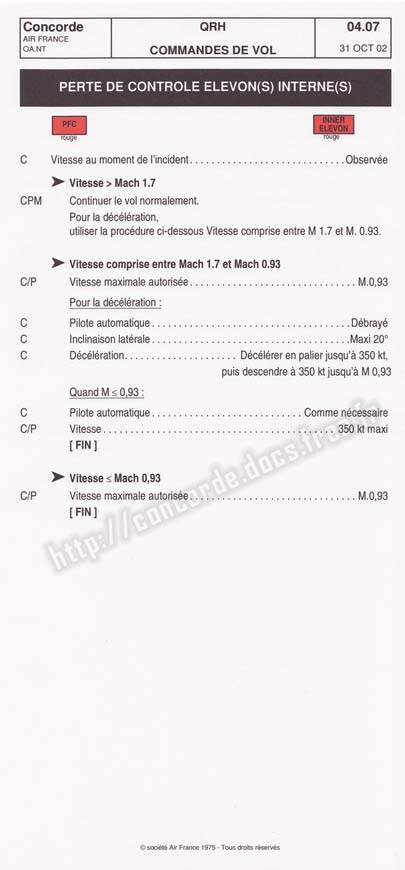 Concorde QRH 04.07
AIR FRANCE
OA.NT COMMANDES DE VOL 31 OCT 02
PERTE DE CONTROLE ELEVON(S) INTERNE(S)
PFC INNER
ELEVON
rouge rouge
C Vitesse au moment de l'incident. . . . . . . . . . . . . . . . . . . . . . . . . .Observée
➤ Vitesse > Mach 1.7
CPM Continuer le vol normalement.
Pour la décélération,
utiliser la procédure ci-dessous Vitesse comprise entre M 1.7 et M. 0.93.
➤ Vitesse comprise entre Mach 1.7 et Mach 0.93
C/P Vitesse maximale autorisée. . . . . . . . . . . . . . . . . . . . . . . . . . . . M.0,93
Pour la décélération :
C Pilote automatique . . . . . . . . . . . . . . . . . . . . . . . . . . . . . . . . .Débrayé
C Inclinaison latérale . . . . . . . . . . . . . . . . . . . . . . . . . . . . . . . . .Maxi 20°
C Décélération. . . . . . . . . . . . . . . . . . . . . Décélérer en palier jusqu'à 350 kt,
puis descendre à 350 kt jusqu'à M 0,93
Quand M ≤ 0,93 :
C Pilote automatique . . . . . . . . . . . . . . . . . . . . . . . . . Comme nécessaire
C/P Vitesse . . . . . . . . . . . . . . . . . . . . . . . . . . . . . . . . . . . . . . 350 kt maxi
[ FIN ]
➤ Vitesse ≤ Mach 0,93
C/P Vitesse maximale autorisée. . . . . . . . . . . . . . . . . . . . . . . . . . . . M.0,93
[ FIN ]
http://concorde.docs.free.fr
© société Air France 1975 - Tous droits réservés